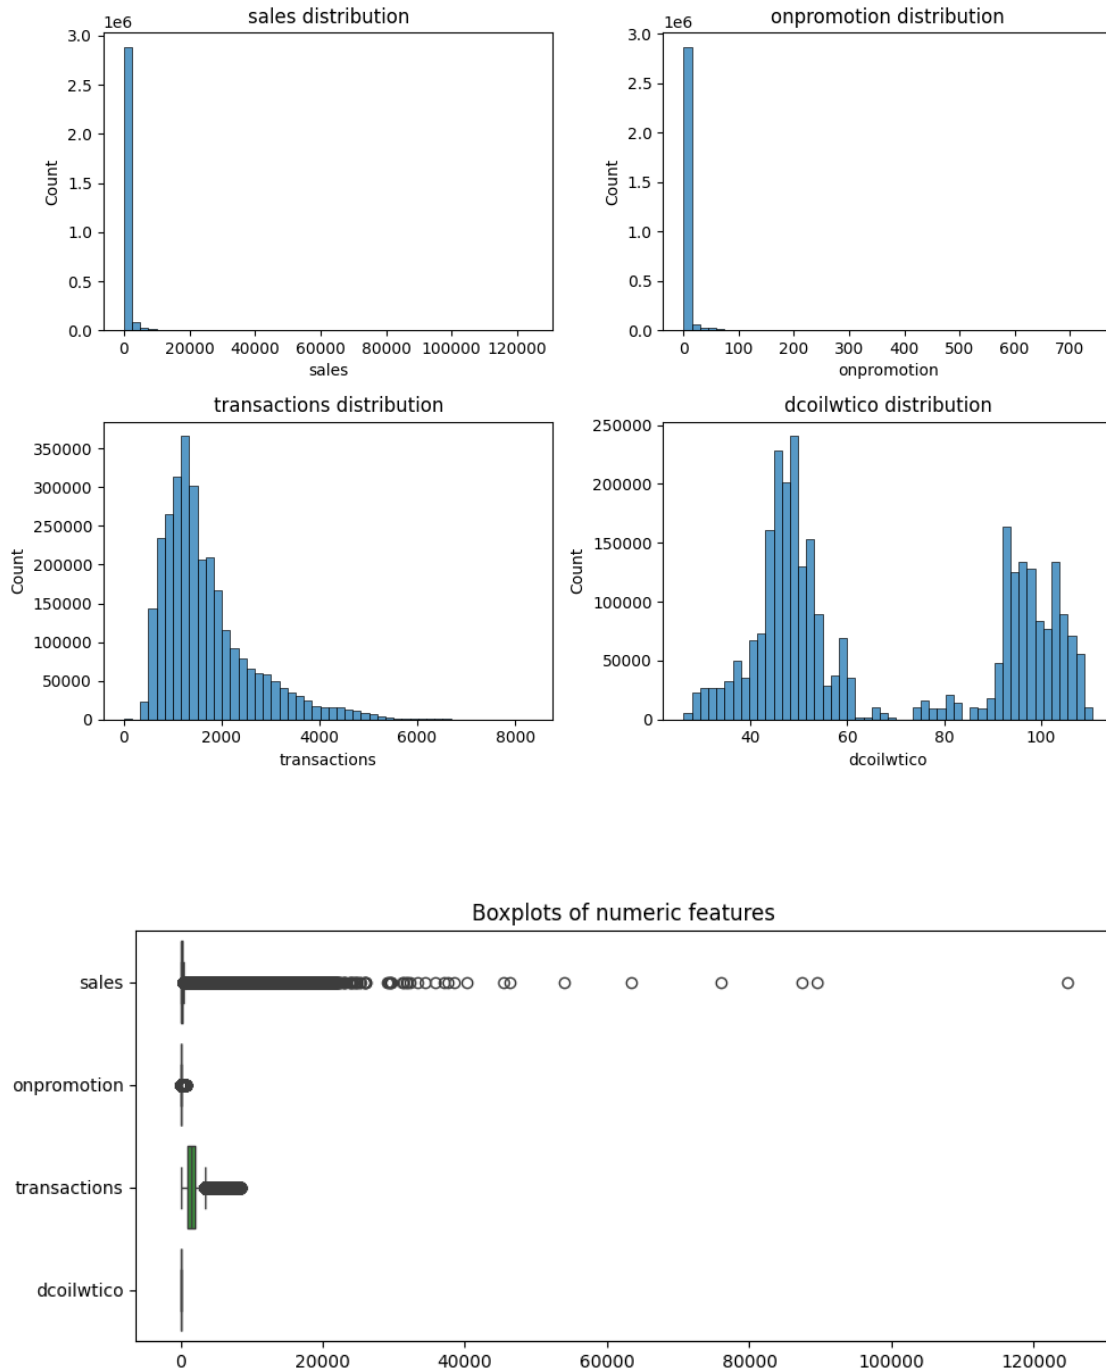 sales distribution
1e6
3.0
2.5
2.0
1.5
1.0
0.5
0.0
Count
0 20000 40000 60000 80000 100000 120000
sales
onpromotion distribution
1e6
3.0
2.5
2.0
1.5
1.0
0.5
0.0
Count
0 100 200 300 400 500 600 700
onpromotion
transactions distribution
350000
300000
250000
200000
150000
100000
50000
0
Count
0 2000 4000 6000 8000
transactions
dcoilwtico distribution
250000
200000
150000
100000
50000
0
Count
40 60 80 100
dcoilwtico
Boxplots of numeric features
sales
onpromotion
transactions
dcoilwtico
0 20000 40000 60000 80000 100000 120000